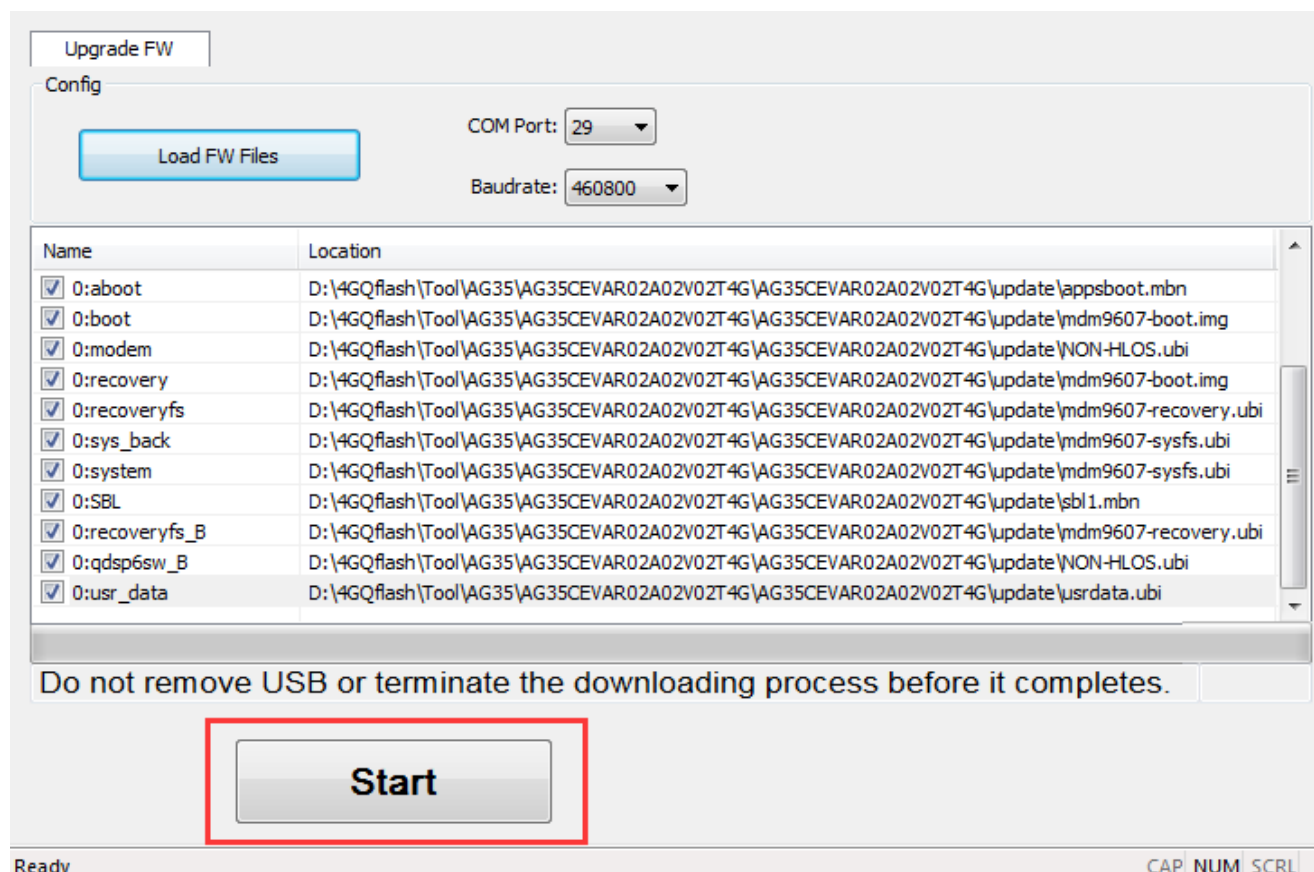 Upgrade FW
Config
Load FW Files
COM Port: 29
Baudrate: 460800
Name Location
0:aboot D:\4GQflash\Tool\AG35\AG35CEVAR02A02V02T4G\AG35CEVAR02A02V02T4G\update\appsboot.mbn
0:boot D:\4GQflash\Tool\AG35\AG35CEVAR02A02V02T4G\AG35CEVAR02A02V02T4G\update\mdm9607-boot.img
0:modem D:\4GQflash\Tool\AG35\AG35CEVAR02A02V02T4G\AG35CEVAR02A02V02T4G\update\NON-HLOS.ubi
0:recovery D:\4GQflash\Tool\AG35\AG35CEVAR02A02V02T4G\AG35CEVAR02A02V02T4G\update\mdm9607-boot.img
0:recoveryfs D:\4GQflash\Tool\AG35\AG35CEVAR02A02V02T4G\AG35CEVAR02A02V02T4G\update\mdm9607-recovery.ubi
0:sys_back D:\4GQflash\Tool\AG35\AG35CEVAR02A02V02T4G\AG35CEVAR02A02V02T4G\update\mdm9607-sysfs.ubi
0:system D:\4GQflash\Tool\AG35\AG35CEVAR02A02V02T4G\AG35CEVAR02A02V02T4G\update\mdm9607-sysfs.ubi
0:SBL D:\4GQflash\Tool\AG35\AG35CEVAR02A02V02T4G\AG35CEVAR02A02V02T4G\update\sbl1.mbn
0:recoveryfs_B D:\4GQflash\Tool\AG35\AG35CEVAR02A02V02T4G\AG35CEVAR02A02V02T4G\update\mdm9607-recovery.ubi
0:qdsp6sw_B D:\4GQflash\Tool\AG35\AG35CEVAR02A02V02T4G\AG35CEVAR02A02V02T4G\update\NON-HLOS.ubi
0:usr_data D:\4GQflash\Tool\AG35\AG35CEVAR02A02V02T4G\AG35CEVAR02A02V02T4G\update\usrdata.ubi
Do not remove USB or terminate the downloading process before it completes.
Start
Ready CAP NUM SCRL